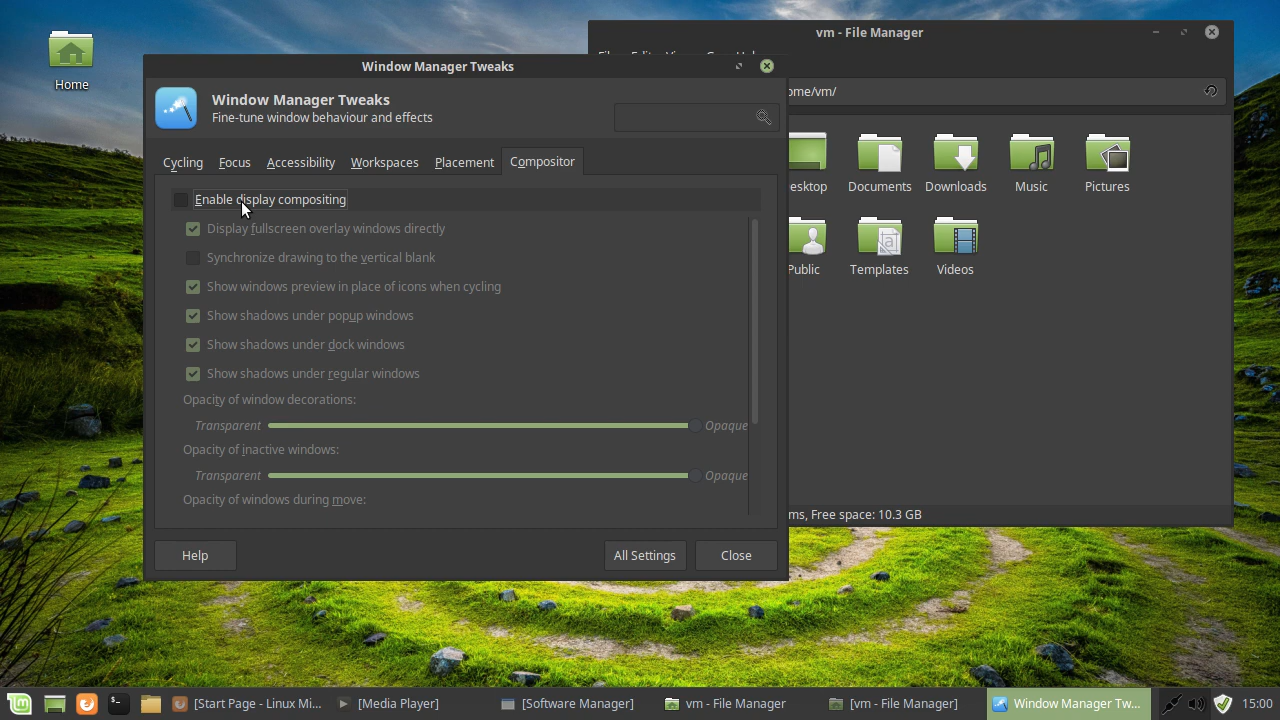 Home
vm - File Manager
Window Manager Tweaks
Window Manager Tweaks
Fine-tune window behaviour and effects
ome/vm/
Cycling Focus Accessibility Workspaces Placement Compositor
Enable display compositing
Display fullscreen overlay windows directly
Synchronize drawing to the vertical blank
Show windows preview in place of icons when cycling
Show shadows under popup windows
Show shadows under dock windows
Show shadows under regular windows
Opacity of window decorations:
Transparent Opaque
Opacity of inactive windows:
Transparent Opaque
Opacity of windows during move:
Help All Settings Close
esktop Documents Downloads Music Pictures
Public Templates Videos
ms, Free space: 10.3 GB
[Start Page - Linux Mi... [Media Player] [Software Manager] vm - File Manager [vm - File Manager] Window Manager Tw... 15:00